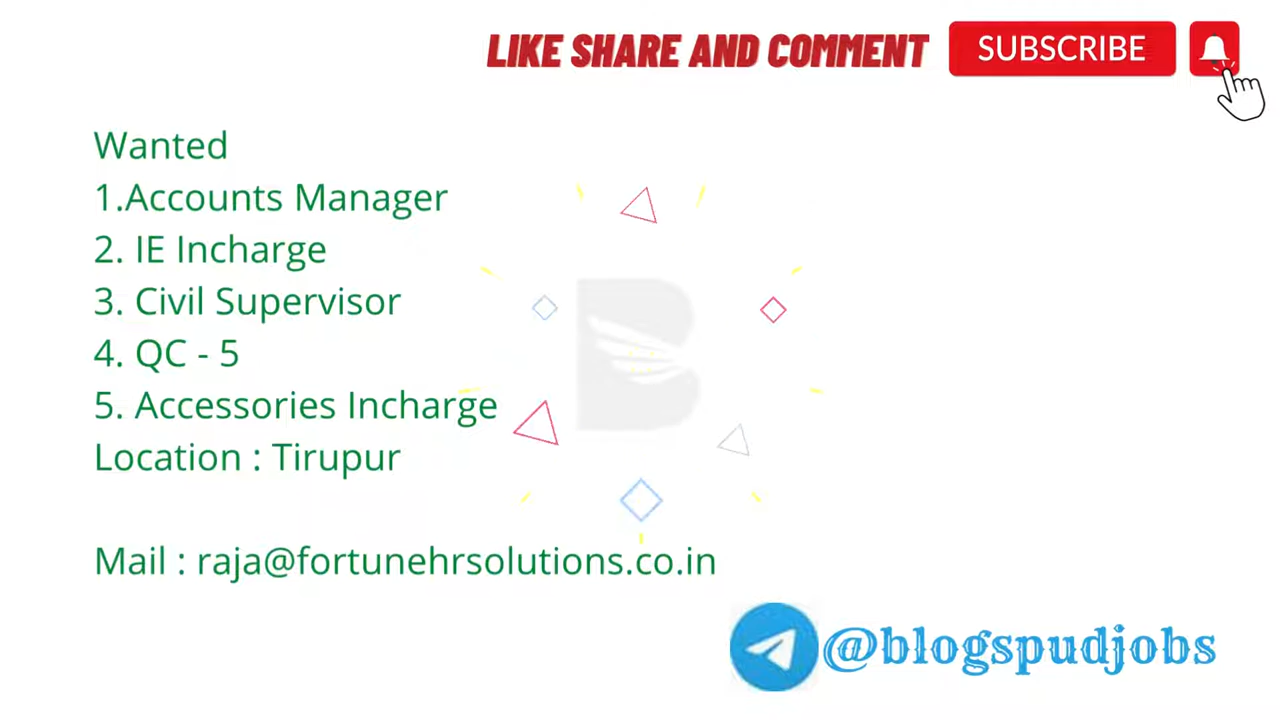 LIKE SHARE AND COMMENT
SUBSCRIBE
Wanted
1.Accounts Manager
2. IE Incharge
3. Civil Supervisor
4. QC - 5
5. Accessories Incharge
Location : Tirupur
Mail : raja@fortunehrsolutions.co.in
@blogspudjobs